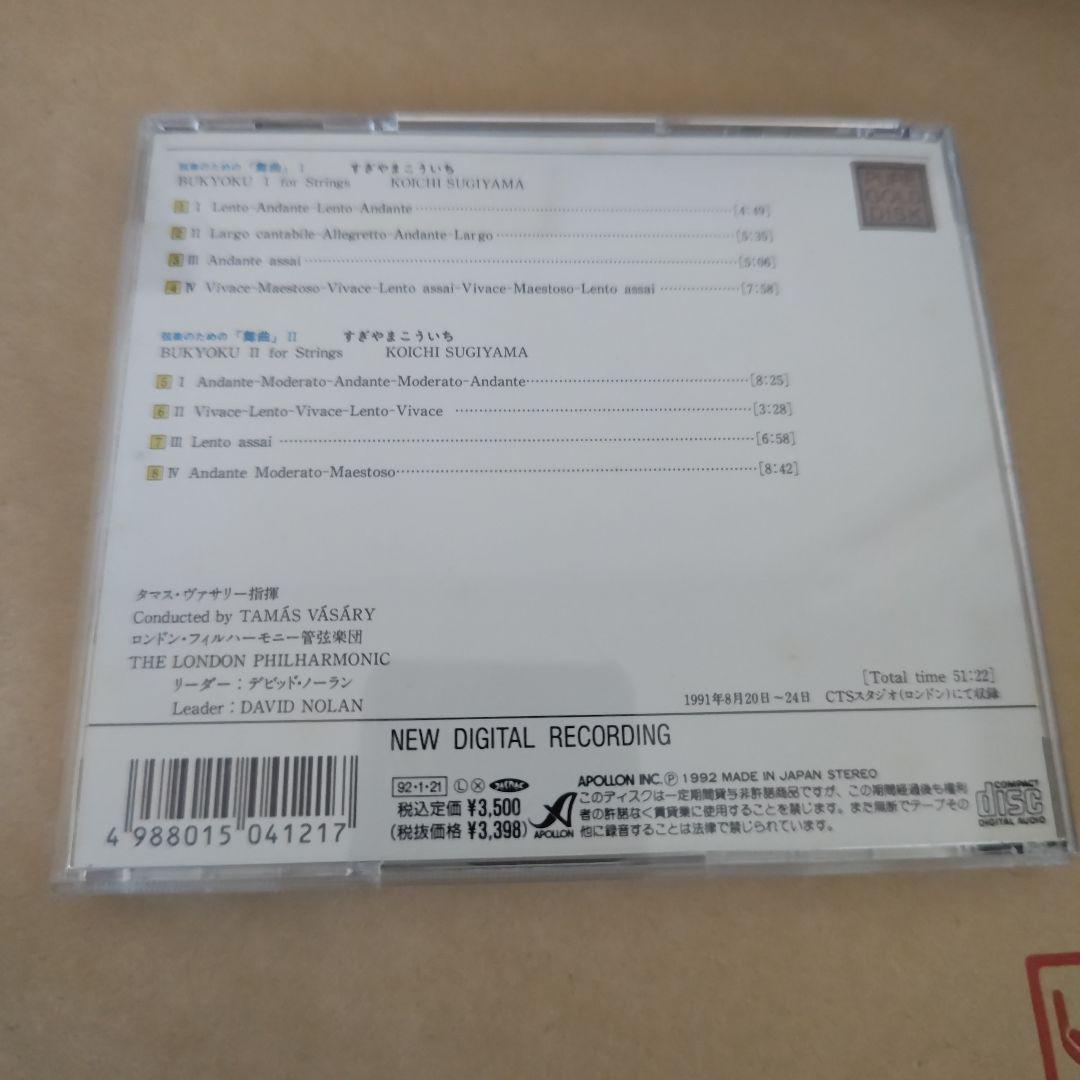 弦楽のための「舞曲」I すぎやまこういち
BUKYOKU I for Strings KOICHI SUGIYAMA
1 I Lento-Andante-Lento-Andante [4:49]
2 II Largo cantabile-Allegretto-Andante-Largo [5:35]
3 III Andante assai [5:06]
4 IV Vivace-Maestoso-Vivace-Lento assai-Vivace-Maestoso-Lento assai [7:58]
弦楽のための「舞曲」II すぎやまこういち
BUKYOKU II for Strings KOICHI SUGIYAMA
5 I Andante-Moderato-Andante-Moderato-Andante [8:25]
6 II Vivace-Lento-Vivace-Lento-Vivace [3:28]
7 III Lento assai [6:58]
8 IV Andante Moderato-Maestoso [8:42]
PURE
GOLD
DISK
タマス・ヴァサリー指揮
Conducted by TAMÁS VÁSÁRY
ロンドン・フィルハーモニー管弦楽団
THE LONDON PHILHARMONIC
リーダー:デビッド・ノーラン
Leader : DAVID NOLAN
[Total time 51:22]
1991年8月20日~24日 CTSスタジオ(ロンドン)にて収録
NEW DIGITAL RECORDING
4 988015 041217
92・1・21 Ⓛ Ⓧ
税込定価 ¥3,500
(税抜価格 ¥3,398)
APOLLON
APOLLON INC. Ⓟ 1992 MADE IN JAPAN STEREO
このディスクは一定期間貸与非許諾商品ですが、この期間経過後も権利
者の許諾なく賃貸業に使用することを禁じます。また無断でテープその
他に録音することは法律で禁じられています。
COMPACT
disc
DIGITAL AUDIO